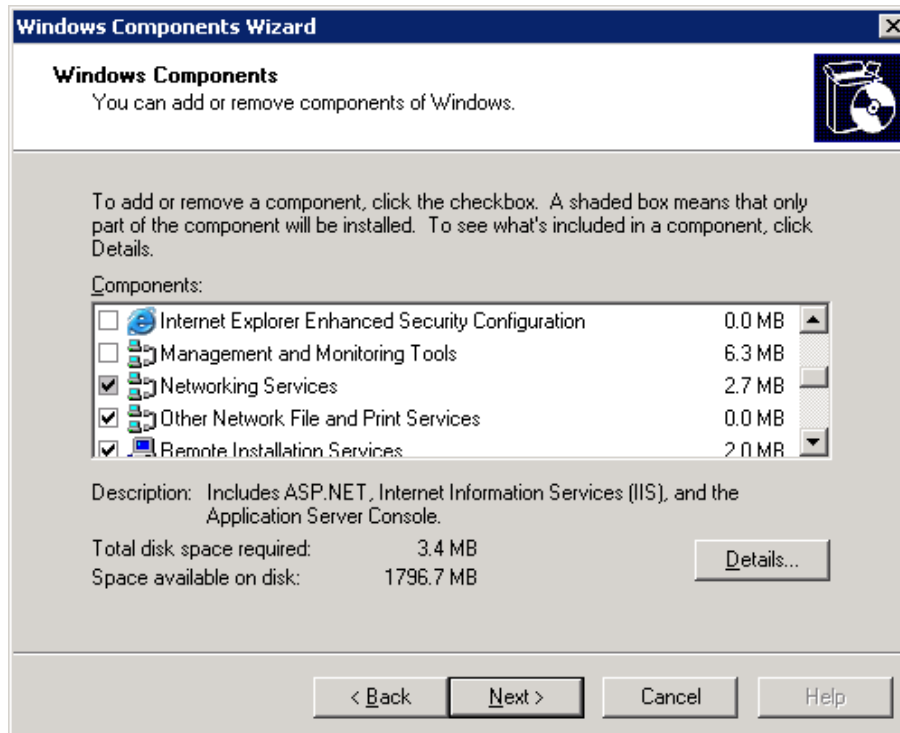 Windows Components Wizard
Windows Components
You can add or remove components of Windows.
To add or remove a component, click the checkbox. A shaded box means that only
part of the component will be installed. To see what's included in a component, click
Details.
Components:
Internet Explorer Enhanced Security Configuration 0.0 MB
Management and Monitoring Tools 6.3 MB
Networking Services 2.7 MB
Other Network File and Print Services 0.0 MB
Remote Installation Services 2.0 MB
Description: Includes ASP.NET, Internet Information Services (IIS), and the
Application Server Console.
Total disk space required: 3.4 MB
Space available on disk: 1796.7 MB
Details...
< Back Next > Cancel Help